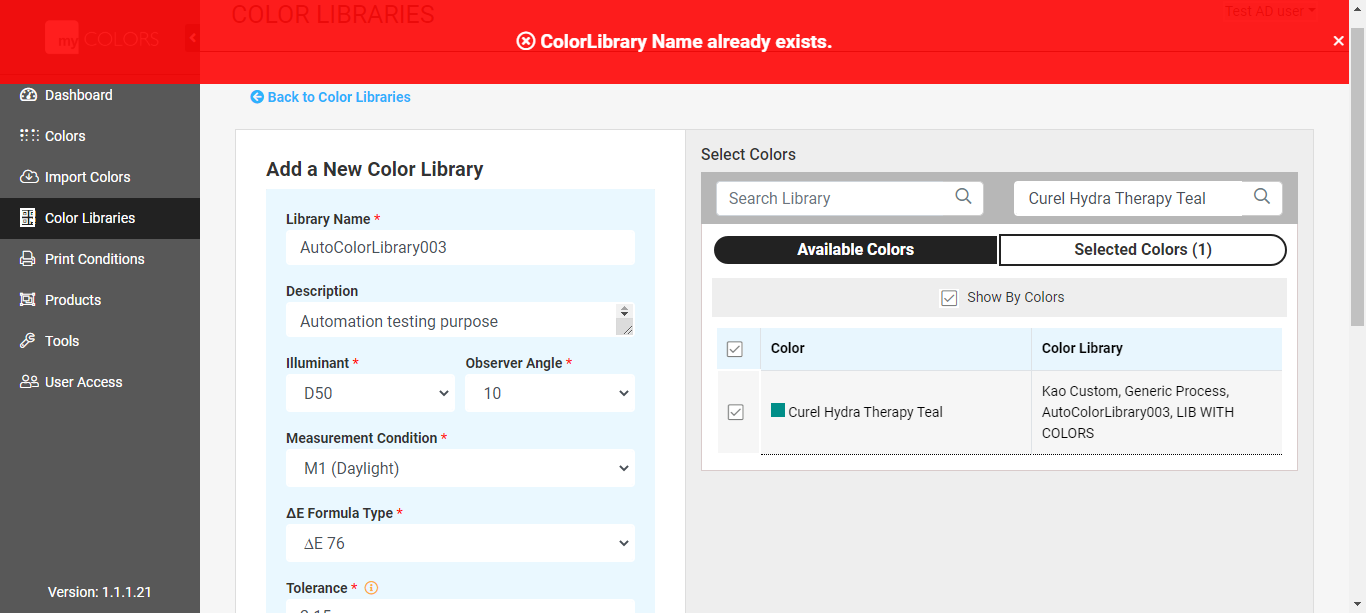 COLOR LIBRARIES
Test AD user
my COLORS
ColorLibrary Name already exists.
Dashboard
Colors
Import Colors
Color Libraries
Print Conditions
Products
Tools
User Access
Version: 1.1.1.21
Back to Color Libraries
Add a New Color Library
Library Name *
AutoColorLibrary003
Description
Automation testing purpose
Illuminant * Observer Angle *
D50 10
Measurement Condition *
M1 (Daylight)
ΔE Formula Type *
ΔE 76
Tolerance *
Select Colors
Search Library Curel Hydra Therapy Teal
Available Colors Selected Colors (1)
Show By Colors
Color Color Library
Curel Hydra Therapy Teal
Kao Custom, Generic Process,
AutoColorLibrary003, LIB WITH
COLORS